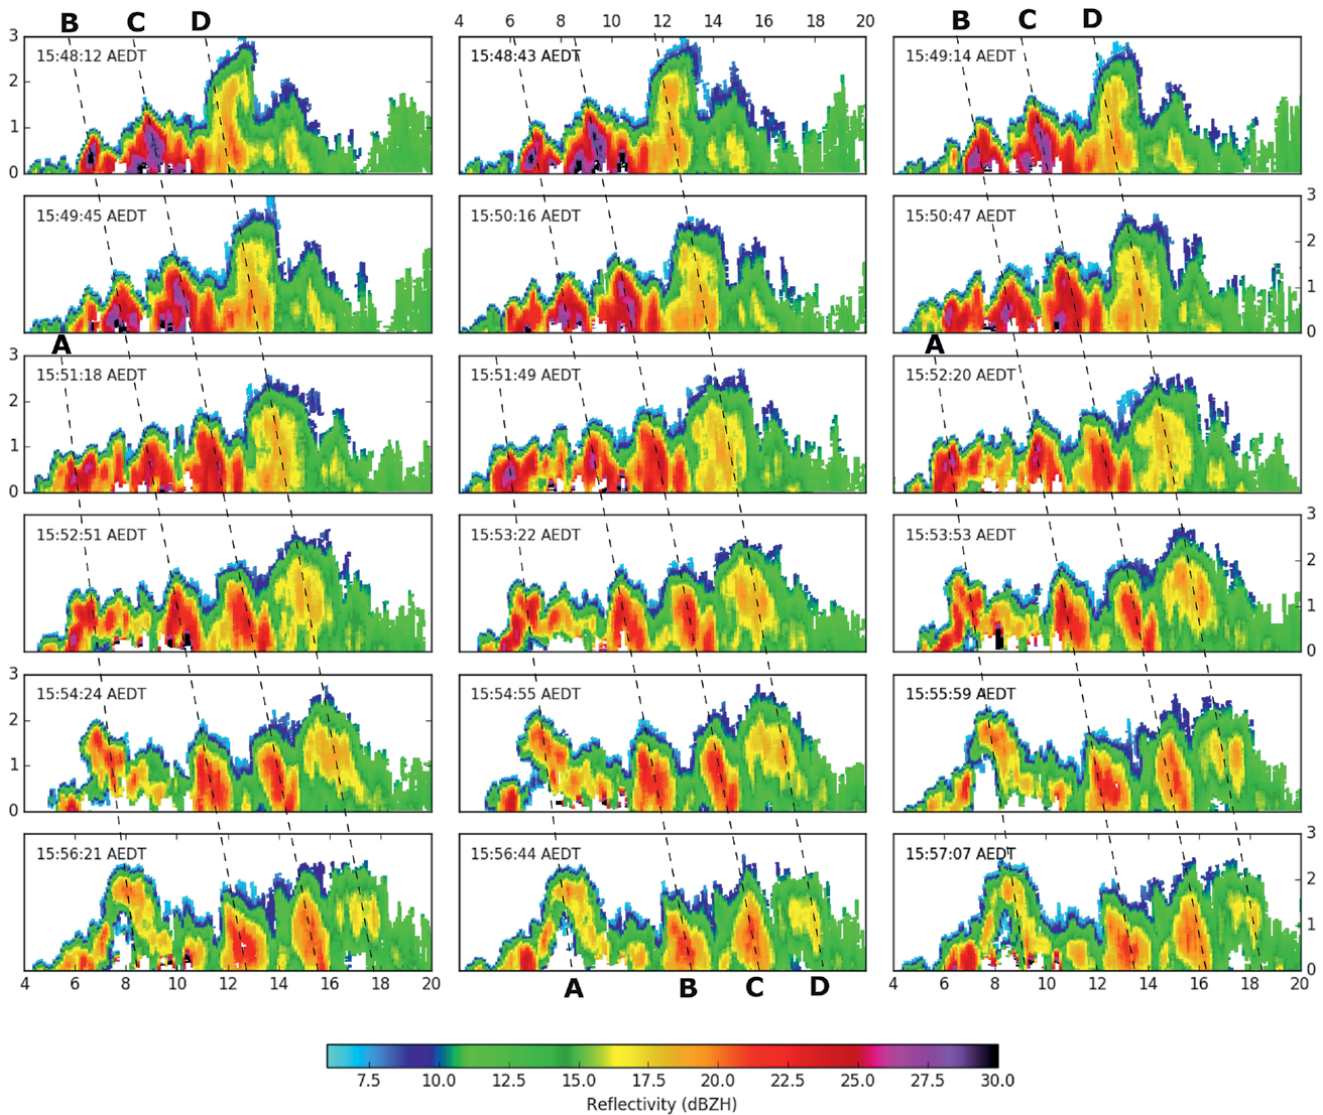 B C D 4 6 8 10 12 14 16 18 20 B C D
3 15:48:12 AEDT 15:48:43 AEDT 15:49:14 AEDT
2
1
0
15:49:45 AEDT 15:50:16 AEDT 15:50:47 AEDT 3
2
1
0
A A
3 15:51:18 AEDT 15:51:49 AEDT 15:52:20 AEDT
2
1
0
15:52:51 AEDT 15:53:22 AEDT 15:53:53 AEDT 3
2
1
0
3 15:54:24 AEDT 15:54:55 AEDT 15:55:59 AEDT
2
1
0
15:56:21 AEDT 15:56:44 AEDT 15:57:07 AEDT 3
2
1
0
4 6 8 10 12 14 16 18 20 A B C D 4 6 8 10 12 14 16 18 20
7.5 10.0 12.5 15.0 17.5 20.0 22.5 25.0 27.5 30.0
Reflectivity (dBZH)